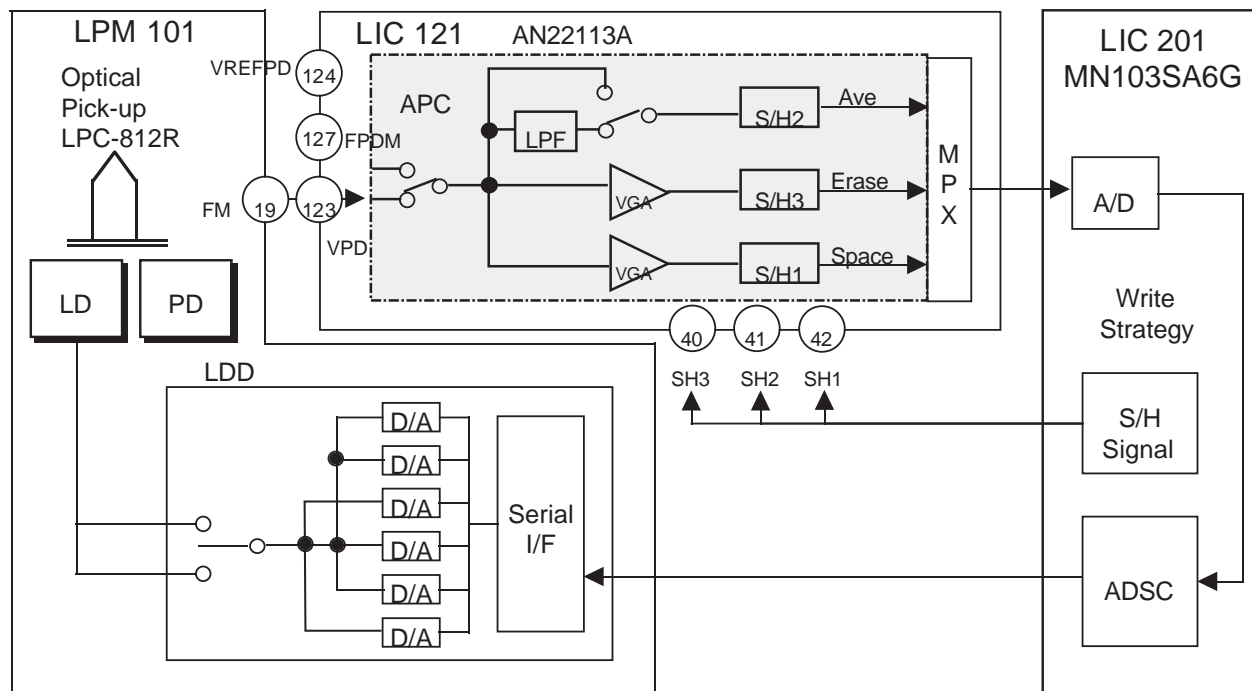 LPM 101
Optical
Pick-up
LPC-812R
FM
19
LD
PD
LIC 121
AN22113A
VREFPD
124
127
FPDM
123
VPD
APC
LPF
S/H2
Ave
VGA
S/H3
Erase
VGA
S/H1
Space
M
P
X
40
41
42
SH3
SH2
SH1
LIC 201
MN103SA6G
A/D
Write
Strategy
S/H
Signal
ADSC
LDD
D/A
D/A
D/A
D/A
D/A
D/A
Serial
I/F